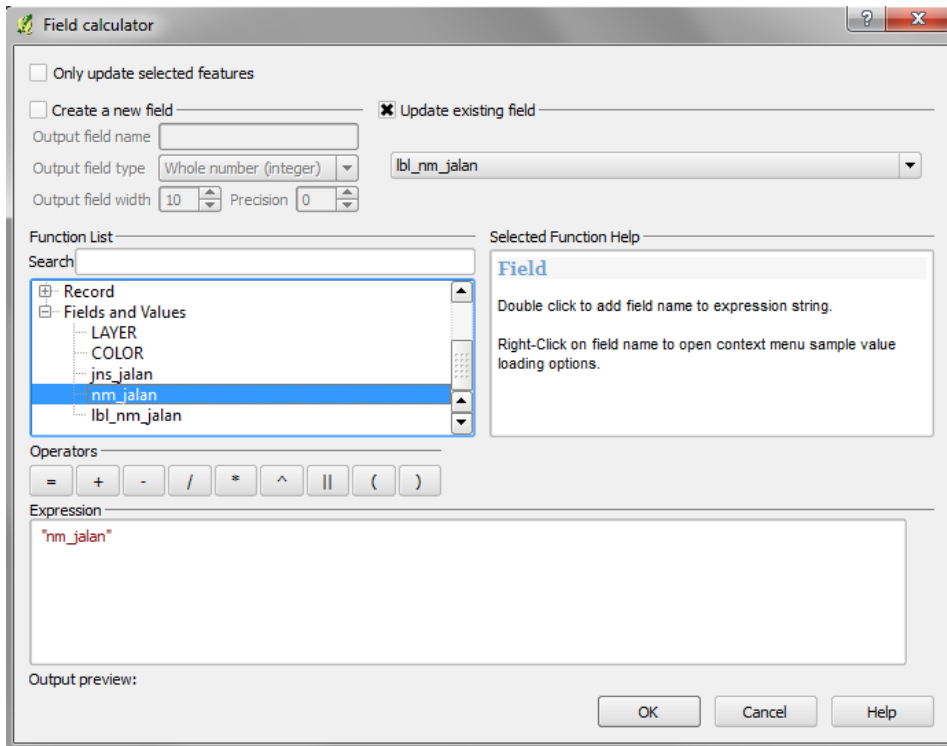 Field calculator
Only update selected features
Create a new field
Update existing field
Output field name
Output field type Whole number (integer)
lbl_nm_jalan
Output field width 10 Precision 0
Function List
Selected Function Help
Search
Record
Fields and Values
LAYER
COLOR
jns_jalan
nm_jalan
lbl_nm_jalan
Field
Double click to add field name to expression string.
Right-Click on field name to open context menu sample value
loading options.
Operators
= + - / * ^ || ( )
Expression
"nm_jalan"
Output preview:
OK Cancel Help